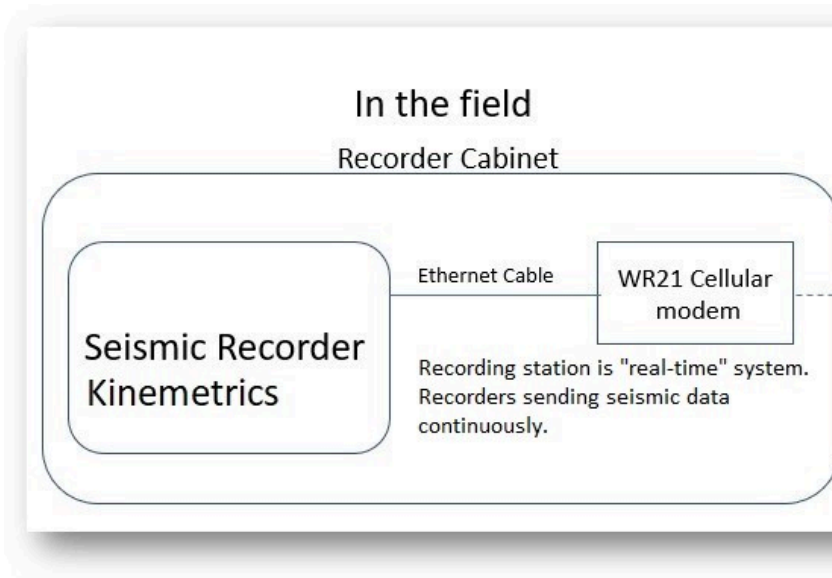 In the field
Recorder Cabinet
Ethernet Cable
WR21 Cellular
modem
Seismic Recorder
Kinemetrics
Recording station is "real-time" system.
Recorders sending seismic data
continuously.